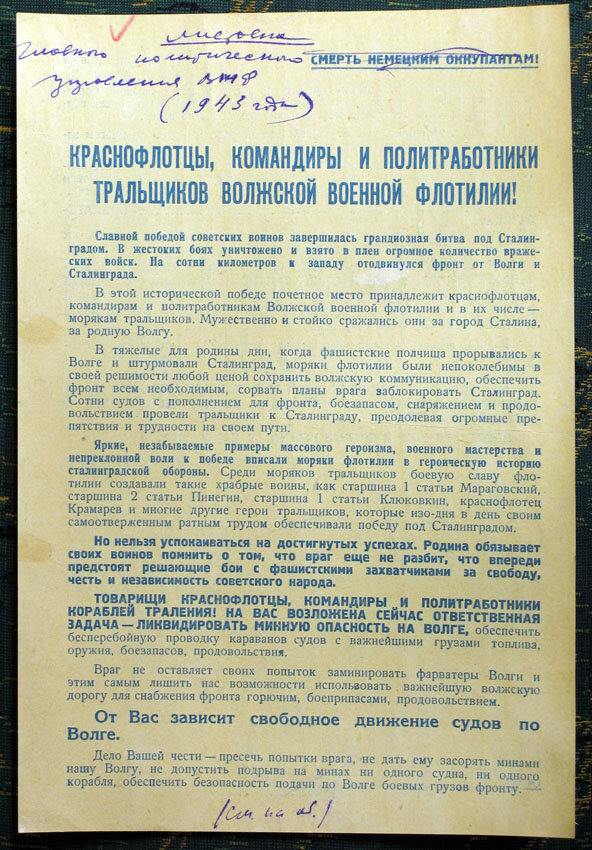 листовка
Главного политического
управления ВМФ
(1943 года)
СМЕРТЬ НЕМЕЦКИМ ОККУПАНТАМ!
КРАСНОФЛОТЦЫ, КОМАНДИРЫ И ПОЛИТРАБОТНИКИ
ТРАЛЬЩИКОВ ВОЛЖСКОЙ ВОЕННОЙ ФЛОТИЛИИ!
Славной победой советских воинов завершилась грандиозная битва под Сталин-
градом. В жестоких боях уничтожено и взято в плен огромное количество враже-
ских войск. На сотни километров к западу отодвинулся фронт от Волги и
Сталинграда.
В этой исторической победе почетное место принадлежит краснофлотцам,
командирам и политработникам Волжской военной флотилии и в их числе —
морякам тральщиков. Мужественно и стойко сражались они за город Сталина,
за родную Волгу.
В тяжелые для родины дни, когда фашистские полчища прорывались к
Волге и штурмовали Сталинград, моряки флотилии были непоколебимы в
своей решимости любой ценой сохранить волжскую коммуникацию, обеспечить
фронт всем необходимым, сорвать планы врага заблокировать Сталинград.
Сотни судов с пополнением для фронта, боезапасом, снаряжением и продо-
вольствием провели тральщики к Сталинграду, преодолевая огромные пре-
пятствия и трудности на своем пути.
Яркие, незабываемые примеры массового героизма, военного мастерства и
непреклонной воли к победе вписали моряки флотилии в героическую историю
сталинградской обороны. Среди моряков тральщиков боевую славу фло-
тилии создавали такие храбрые воины, как старшина 1 статьи Мараговский,
старшина 2 статьи Пинегин, старшина 1 статьи Клюковкин, краснофлотец
Крамарев и многие другие герои тральщиков, которые изо-дня в день своим
самоотверженным ратным трудом обеспечивали победу под Сталинградом.
Но нельзя успокаиваться на достигнутых успехах. Родина обязывает
своих воинов помнить о том, что враг еще не разбит, что впереди
предстоят решающие бои с фашистскими захватчиками за свободу,
честь и независимость советского народа.
ТОВАРИЩИ КРАСНОФЛОТЦЫ, КОМАНДИРЫ И ПОЛИТРАБОТНИКИ
КОРАБЛЕЙ ТРАЛЕНИЯ! НА ВАС ВОЗЛОЖЕНА СЕЙЧАС ОТВЕТСТВЕННАЯ
ЗАДАЧА — ЛИКВИДИРОВАТЬ МИННУЮ ОПАСНОСТЬ НА ВОЛГЕ, обеспечить
бесперебойную проводку караванов судов с важнейшими грузами топлива,
оружия, боезапасов, продовольствия.
Враг не оставляет своих попыток заминировать фарватеры Волги и
этим самым лишить нас возможности использовать важнейшую волжскую
дорогу для снабжения фронта горючим, боеприпасами, продовольствием.
От Вас зависит свободное движение судов по
Волге.
Дело Вашей чести — пресечь попытки врага, не дать ему засорять минами
нашу Волгу, не допустить подрыва на минах ни одного судна, ни одного
корабля, обеспечить безопасность подачи по Волге боевых грузов фронту.
(см. на об.)